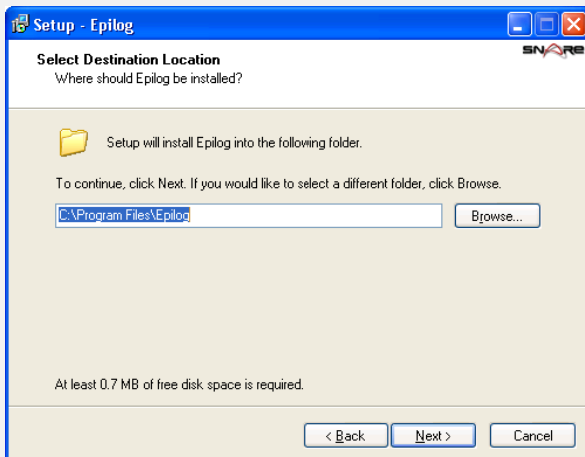 Setup - Epilog
SNARE
Select Destination Location
Where should Epilog be installed?
Setup will install Epilog into the following folder.
To continue, click Next. If you would like to select a different folder, click Browse.
C:\Program Files\Epilog
Browse...
At least 0.7 MB of free disk space is required.
< Back
Next >
Cancel